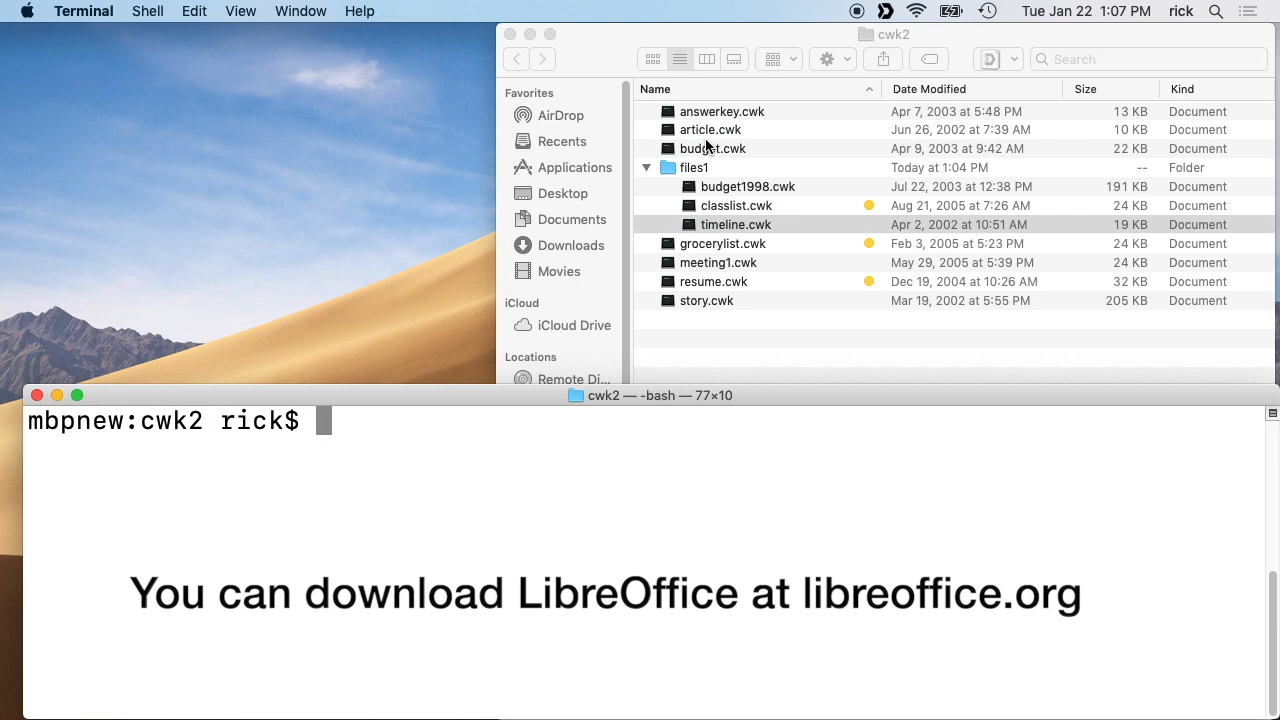 Terminal Shell Edit View Window Help Tue Jan 22 1:07 PM rick
cwk2
Search
Favorites
AirDrop
Recents
Applications
Desktop
Documents
Downloads
Movies
iCloud
iCloud Drive
Locations
Remote Di...
Name Date Modified Size Kind
answerkey.cwk Apr 7, 2003 at 5:48 PM 13 KB Document
article.cwk Jun 26, 2002 at 7:39 AM 10 KB Document
budget.cwk Apr 9, 2003 at 9:42 AM 22 KB Document
files1 Today at 1:04 PM -- Folder
budget1998.cwk Jul 22, 2003 at 12:38 PM 191 KB Document
classlist.cwk Aug 21, 2005 at 7:26 AM 24 KB Document
timeline.cwk Apr 2, 2002 at 10:51 AM 19 KB Document
grocerylist.cwk Feb 3, 2005 at 5:23 PM 24 KB Document
meeting1.cwk May 29, 2005 at 5:39 PM 24 KB Document
resume.cwk Dec 19, 2004 at 10:26 AM 32 KB Document
story.cwk Mar 19, 2002 at 5:55 PM 205 KB Document
cwk2 — -bash — 77×10
mbpnew:cwk2 rick$
You can download LibreOffice at libreoffice.org